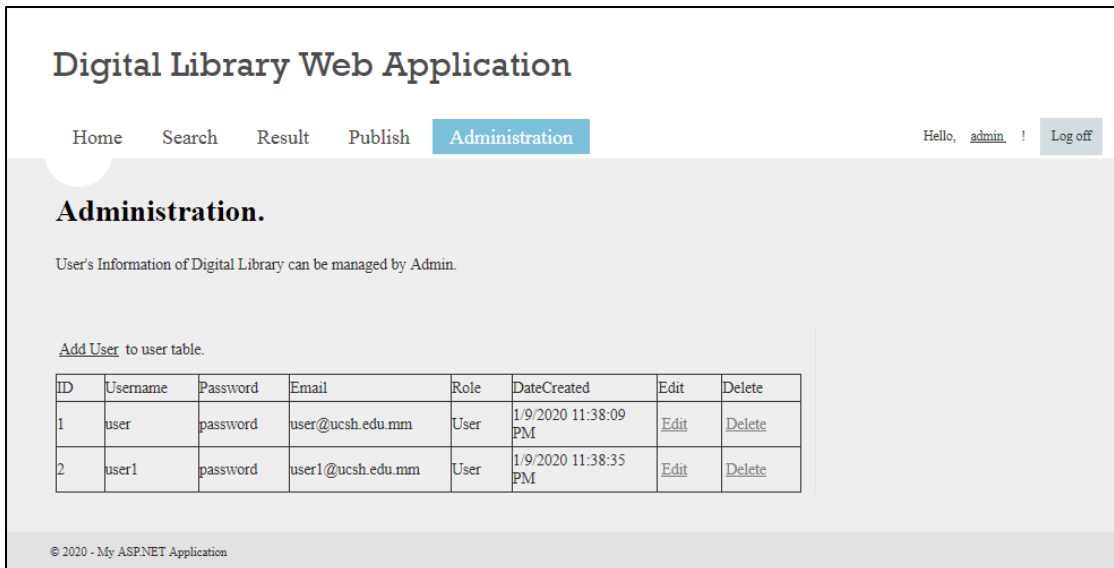 Digital Library Web Application
Home Search Result Publish Administration Hello, admin ! Log off
Administration.
User's Information of Digital Library can be managed by Admin.
Add User to user table.
ID Username Password Email Role DateCreated Edit Delete
1 user password user@ucsh.edu.mm User 1/9/2020 11:38:09 PM Edit Delete
2 user1 password user1@ucsh.edu.mm User 1/9/2020 11:38:35 PM Edit Delete
© 2020 - My ASP.NET Application